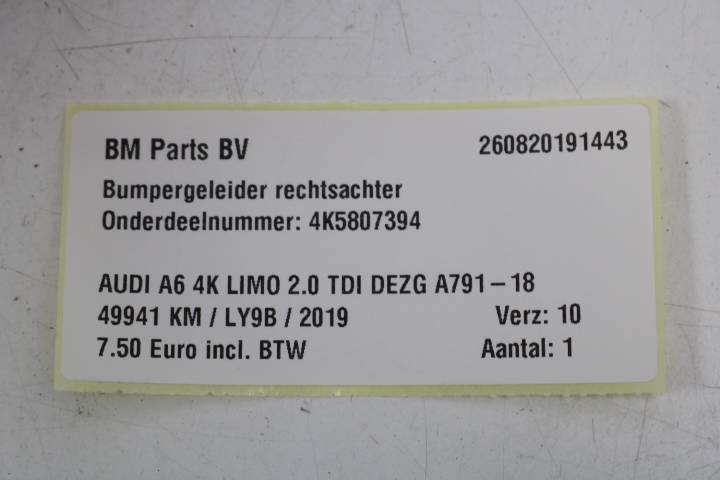 BM Parts BV 260820191443
Bumpergeleider rechtsachter
Onderdeelnummer: 4K5807394
AUDI A6 4K LIMO 2.0 TDI DEZG A791-18
49941 KM / LY9B / 2019 Verz: 10
7.50 Euro incl. BTW Aantal: 1